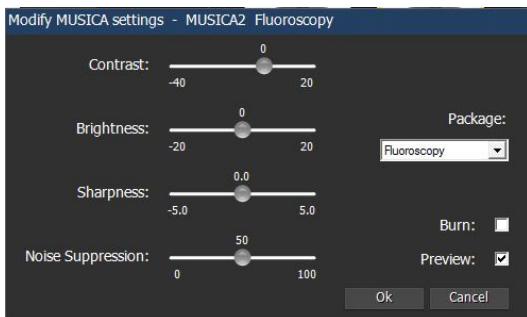 Modify MUSICA settings - MUSICA2 Fluoroscopy
0
Contrast:
-40 20
0
Brightness:
-20 20
Package:
Fluoroscopy
0.0
Sharpness:
-5.0 5.0
Burn:
50
Noise Suppression:
0 100
Preview:
Ok Cancel